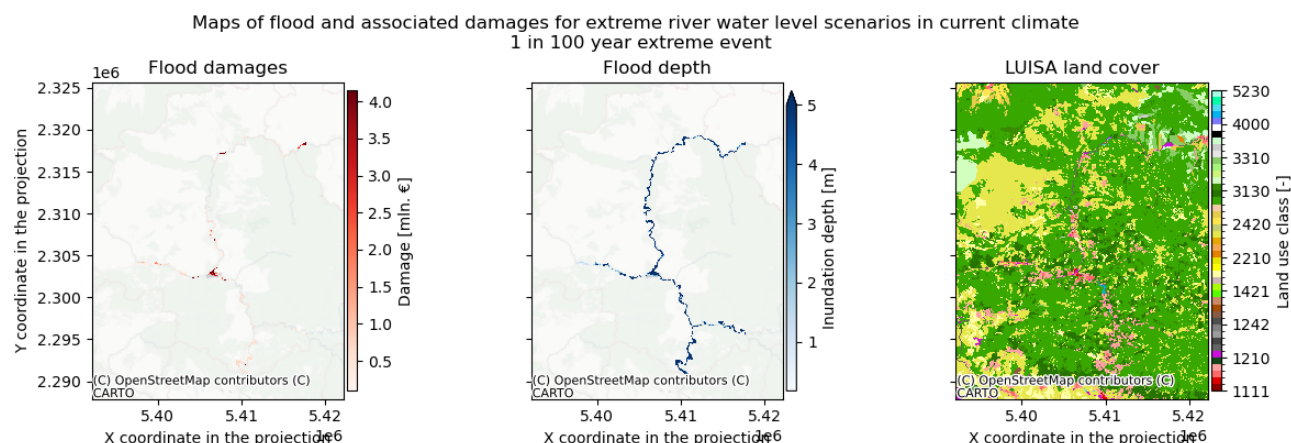 Maps of flood and associated damages for extreme river water level scenarios in current climate
1 in 100 year extreme event
Flood damages
1e6
2.325
2.320
2.315
2.310
2.305
2.300
2.295
2.290
Y coordinate in the projection
(C) OpenStreetMap contributors (C)
CARTO
5.40
5.41
5.42
1e6
X coordinate in the projection
4.0
3.5
3.0
2.5
2.0
1.5
1.0
0.5
Damage [mln. €]
Flood depth
(C) OpenStreetMap contributors (C)
CARTO
5.40
5.41
5.42
1e6
X coordinate in the projection
5
4
3
2
1
Inundation depth [m]
LUISA land cover
(C) OpenStreetMap contributors (C)
CARTO
5.40
5.41
5.42
1e6
X coordinate in the projection
5230
4000
3310
3130
2420
2210
1421
1242
1210
1111
Land use class [-]